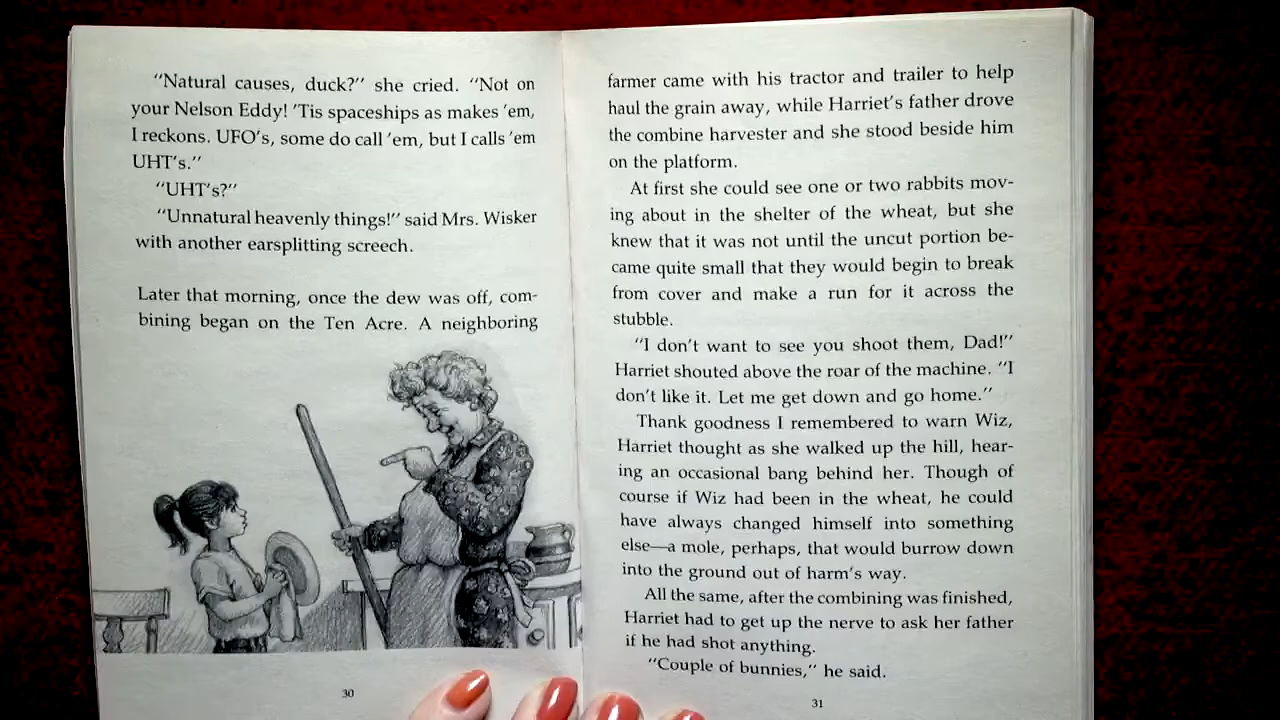 “Natural causes, duck?” she cried. “Not on
your Nelson Eddy! ’Tis spaceships as makes ’em,
I reckons. UFO’s, some do call ’em, but I calls ’em
UHT’s.”
“UHT’s?”
“Unnatural heavenly things!” said Mrs. Wisker
with another earsplitting screech.
Later that morning, once the dew was off, com-
bining began on the Ten Acre. A neighboring
30
farmer came with his tractor and trailer to help
haul the grain away, while Harriet’s father drove
the combine harvester and she stood beside him
on the platform.
At first she could see one or two rabbits mov-
ing about in the shelter of the wheat, but she
knew that it was not until the uncut portion be-
came quite small that they would begin to break
from cover and make a run for it across the
stubble.
“I don’t want to see you shoot them, Dad!”
Harriet shouted above the roar of the machine. “I
don’t like it. Let me get down and go home.”
Thank goodness I remembered to warn Wiz,
Harriet thought as she walked up the hill, hear-
ing an occasional bang behind her. Though of
course if Wiz had been in the wheat, he could
have always changed himself into something
else—a mole, perhaps, that would burrow down
into the ground out of harm’s way.
All the same, after the combining was finished,
Harriet had to get up the nerve to ask her father
if he had shot anything.
“Couple of bunnies,” he said.
31